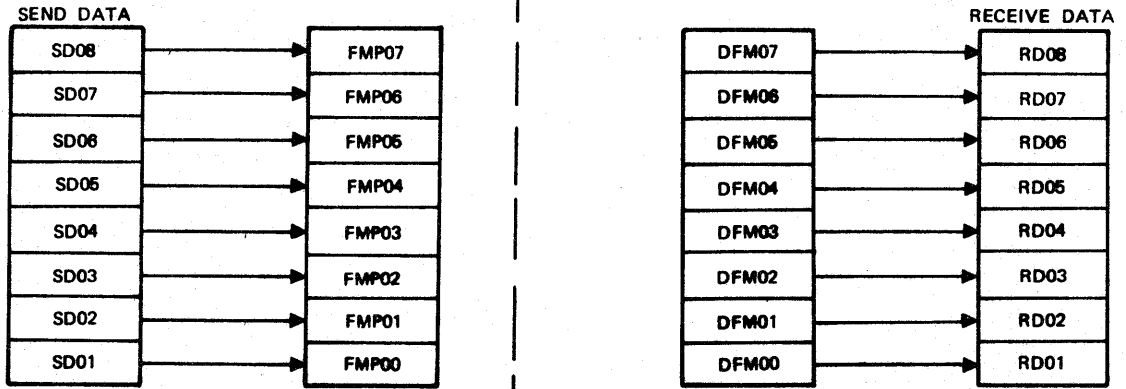 SEND DATA
RECEIVE DATA
SD08 FMP07 DFM07 RD08
SD07 FMP06 DFM06 RD07
SD06 FMP05 DFM05 RD06
SD05 FMP04 DFM04 RD05
SD04 FMP03 DFM03 RD04
SD03 FMP02 DFM02 RD03
SD02 FMP01 DFM01 RD02
SD01 FMP00 DFM00 RD01